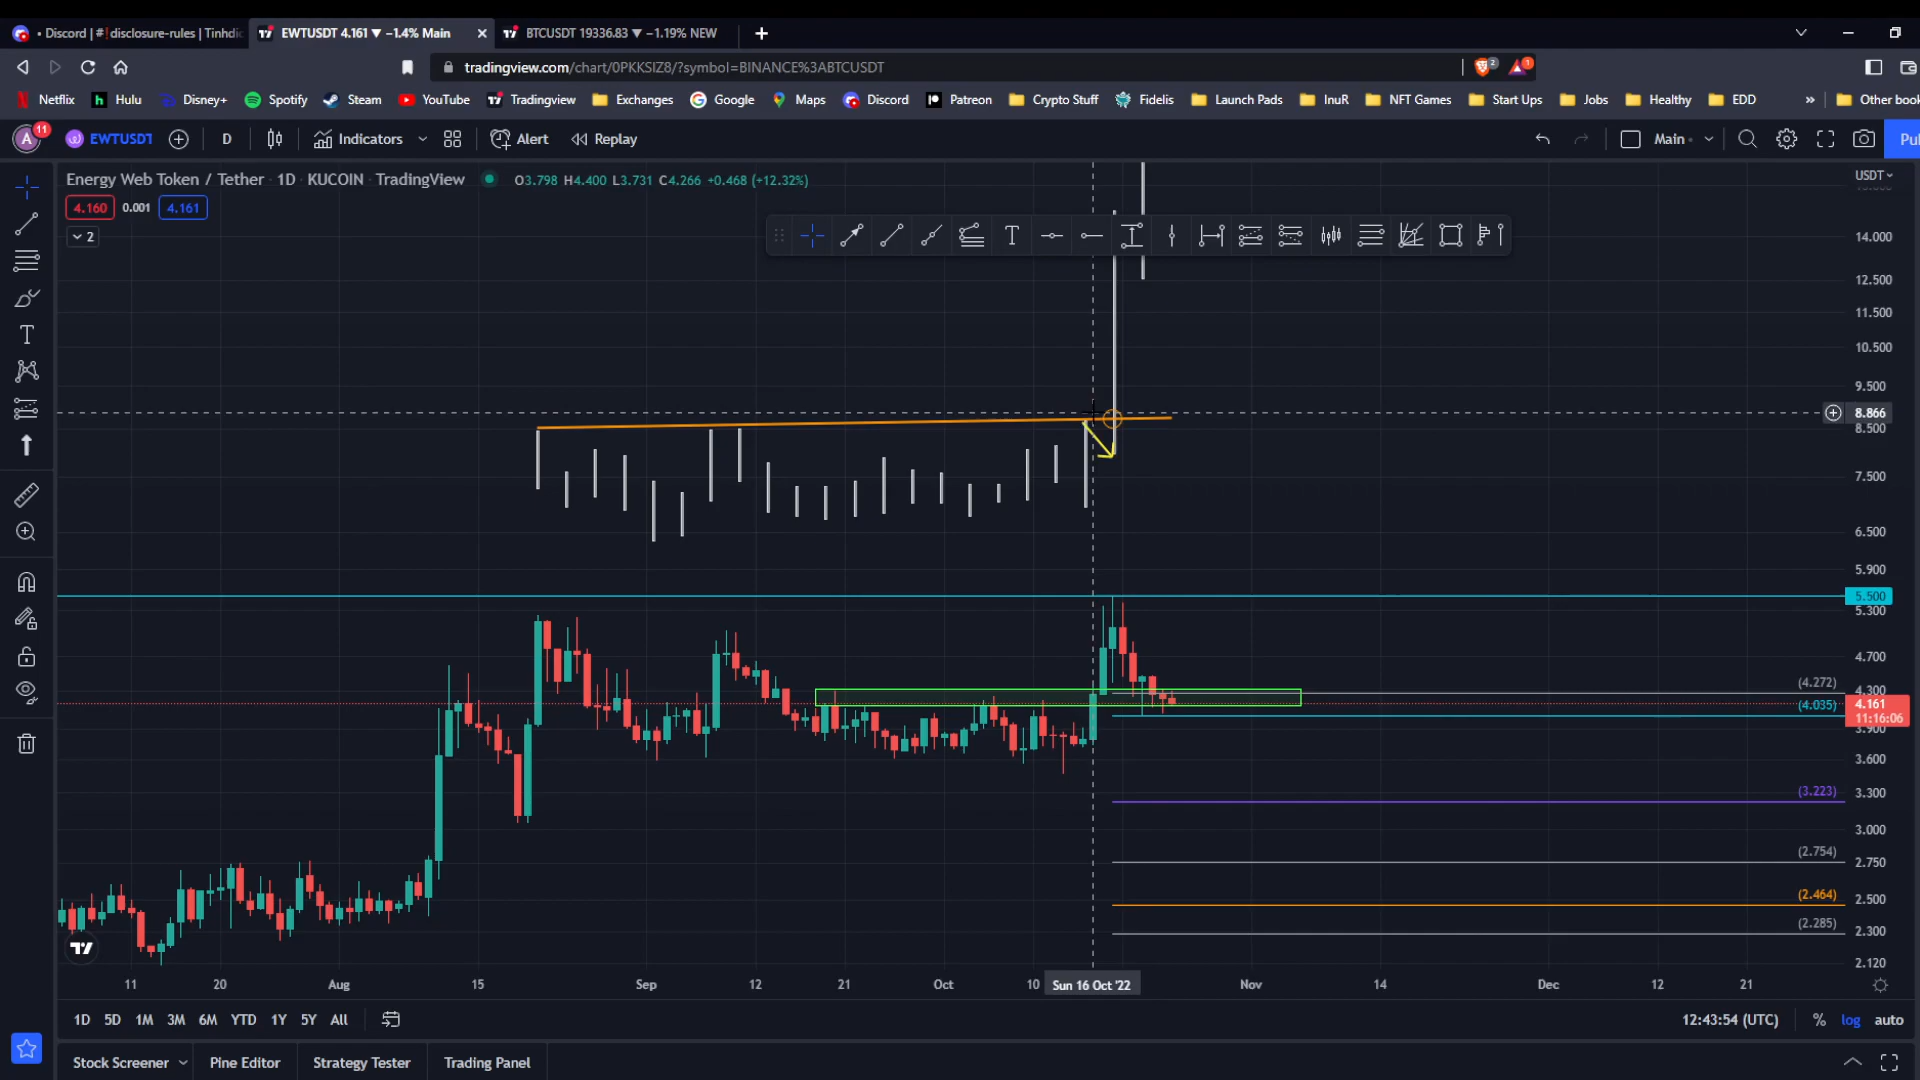 • Discord | #❗disclosure-rules | Tinhdi
EWTUSDT 4.161 ▼ −1.4% Main
BTCUSDT 19336.83 ▼ −1.19% NEW
tradingview.com/chart/0PKKSIZ8/?symbol=BINANCE%3ABTCUSDT
2
1
Netflix Hulu Disney+ Spotify Steam YouTube Tradingview Exchanges Google Maps Discord Patreon Crypto Stuff Fidelis Launch Pads InuR NFT Games Start Ups Jobs Healthy EDD » Other book
A 11 EWTUSDT D Indicators Alert Replay Main Pu
Energy Web Token / Tether · 1D · KUCOIN · TradingView O3.798 H4.400 L3.731 C4.266 +0.468 (+12.32%)
USDT
4.160 0.001 4.161
2
14.000
12.500
11.500
10.500
9.500
8.866
8.500
7.500
6.500
5.900
5.500
5.300
4.700
(4.272)
4.300
(4.035)
4.161
11:16:06
3.900
3.600
(3.223)
3.300
3.000
(2.754)
2.750
(2.464)
2.500
(2.285)
2.300
2.120
11 20 Aug 15 Sep 12 21 Oct 10 Sun 16 Oct '22 Nov 14 Dec 12 21
1D 5D 1M 3M 6M YTD 1Y 5Y All
12:43:54 (UTC) % log auto
Stock Screener Pine Editor Strategy Tester Trading Panel